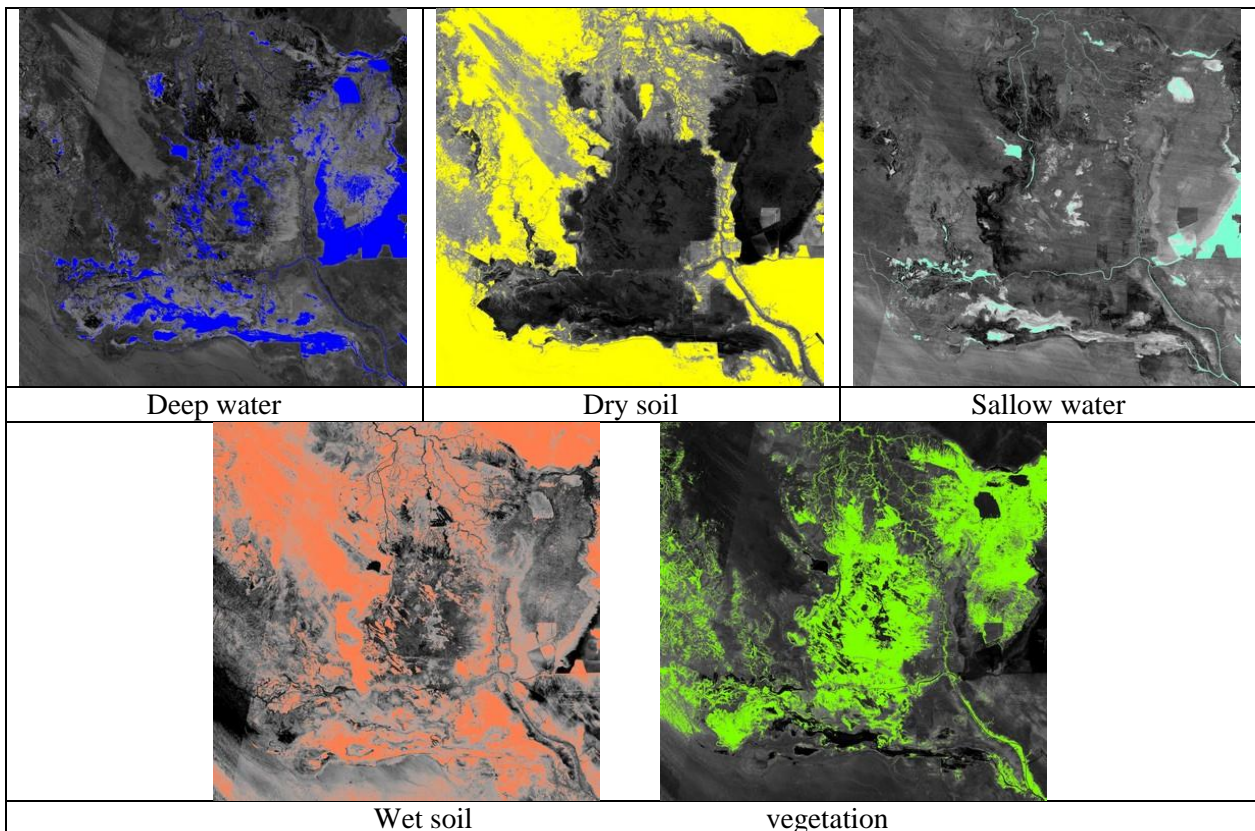 Deep water
Dry soil
Sallow water
Wet soil
vegetation